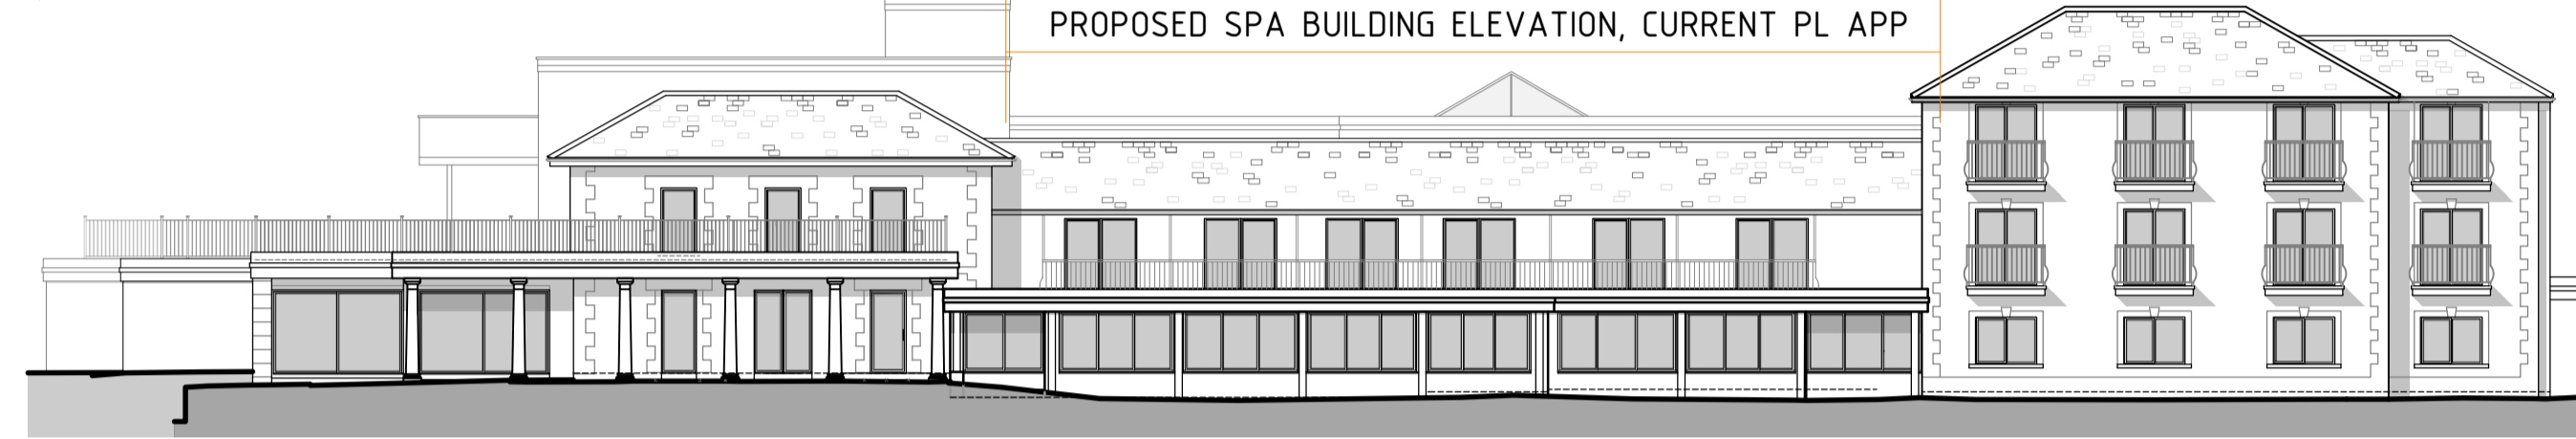 PROPOSED SPA BUILDING ELEVATION, CURRENT PL APP